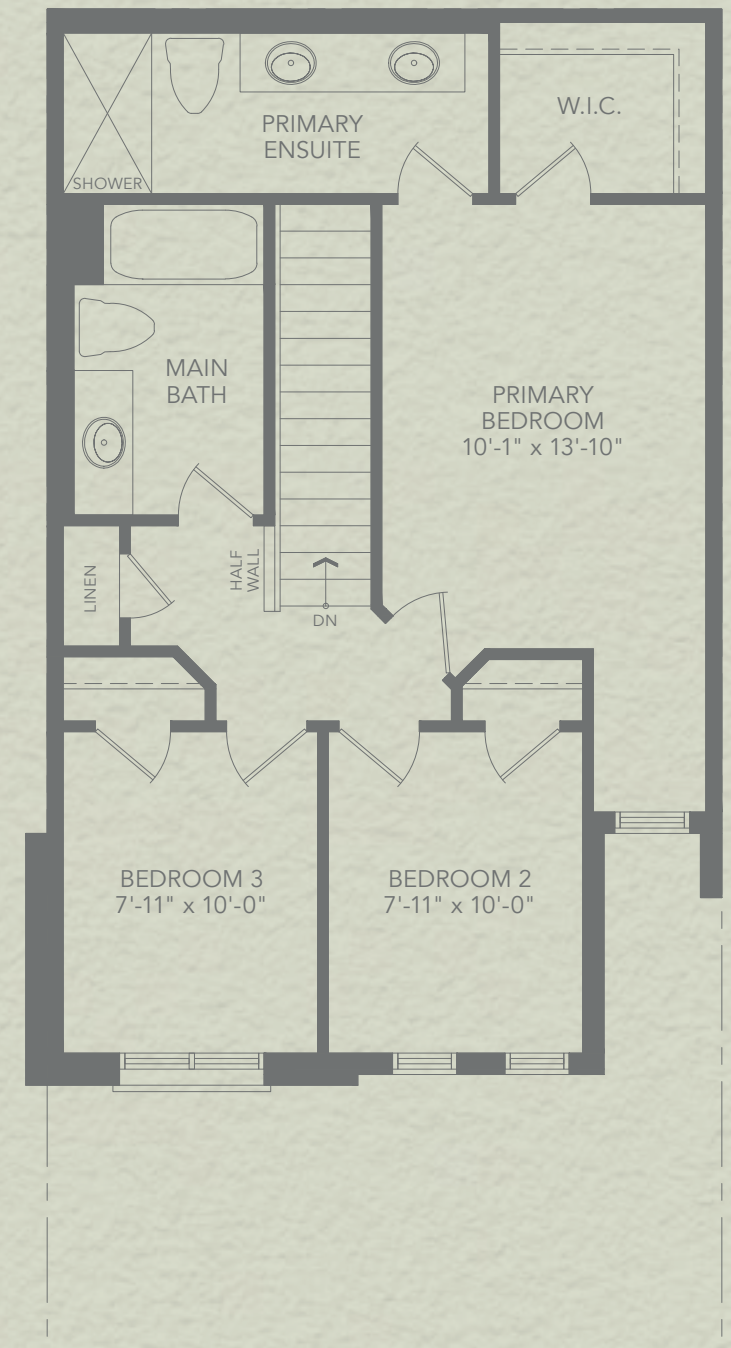 W.I.C.
PRIMARY
ENSUITE
SHOWER
MAIN
BATH
PRIMARY
BEDROOM
10'-1" x 13'-10"
HALF
WALL
LINEN
DN
BEDROOM 3
7'-11" x 10'-0"
BEDROOM 2
7'-11" x 10'-0"